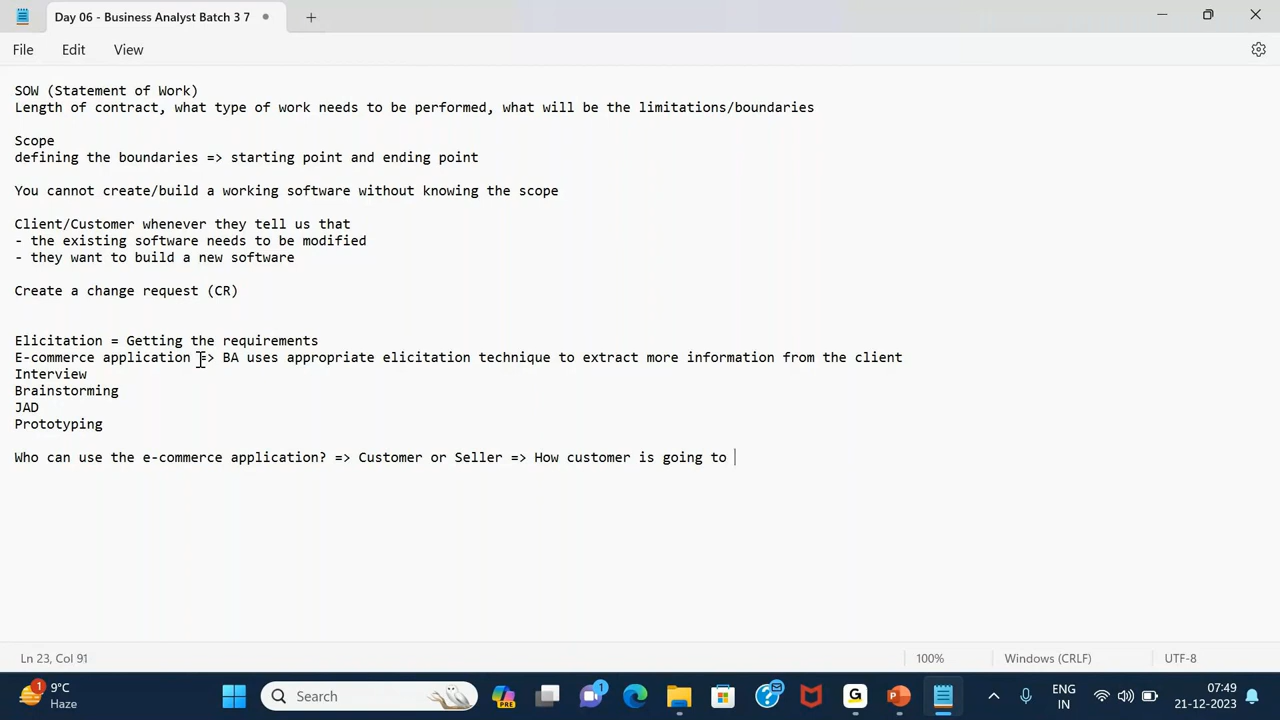 Day 06 - Business Analyst Batch 3 7
File Edit View
SOW (Statement of Work)
Length of contract, what type of work needs to be performed, what will be the limitations/boundaries
Scope
defining the boundaries => starting point and ending point
You cannot create/build a working software without knowing the scope
Client/Customer whenever they tell us that
- the existing software needs to be modified
- they want to build a new software
Create a change request (CR)
Elicitation = Getting the requirements
E-commerce application => BA uses appropriate elicitation technique to extract more information from the client
Interview
Brainstorming
JAD
Prototyping
Who can use the e-commerce application? => Customer or Seller => How customer is going to
Ln 23, Col 91 100% Windows (CRLF) UTF-8
1 9°C
Haze
Search
PRE
1
G
ENG
IN
07:49
21-12-2023